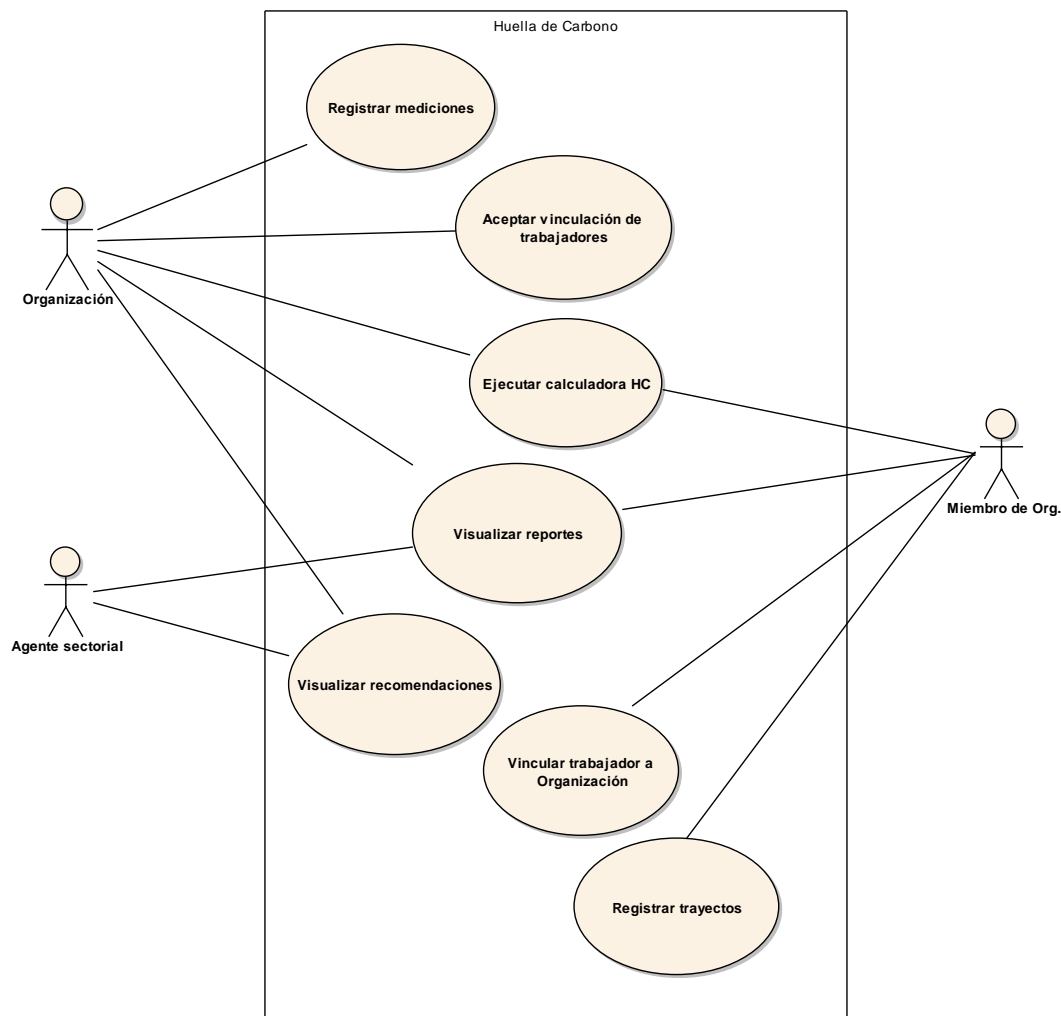 Huella de Carbono
Registrar mediciones
Aceptar vinculación de
trabajadores
Organización
Ejecutar calculadora HC
Miembro de Org.
Visualizar reportes
Agente sectorial
Visualizar recomendaciones
Vincular trabajador a
Organización
Registrar trayectos